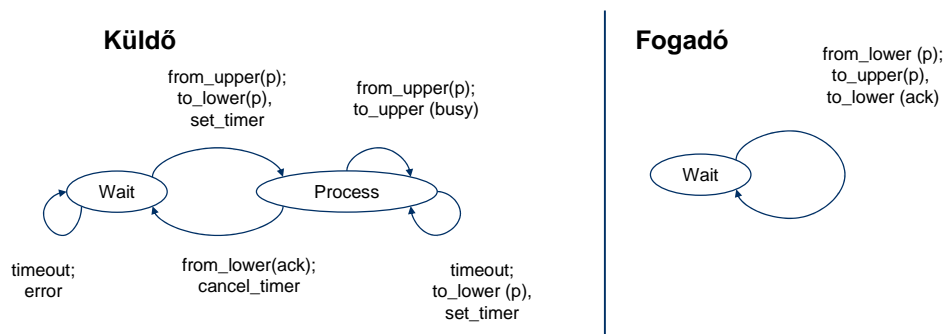 Küldő
from_upper(p);
to_lower(p),
set_timer
from_upper(p);
to_upper (busy)
Wait
Process
timeout;
error
from_lower(ack);
cancel_timer
timeout;
to_lower (p),
set_timer
Fogadó
from_lower (p);
to_upper(p),
to_lower (ack)
Wait